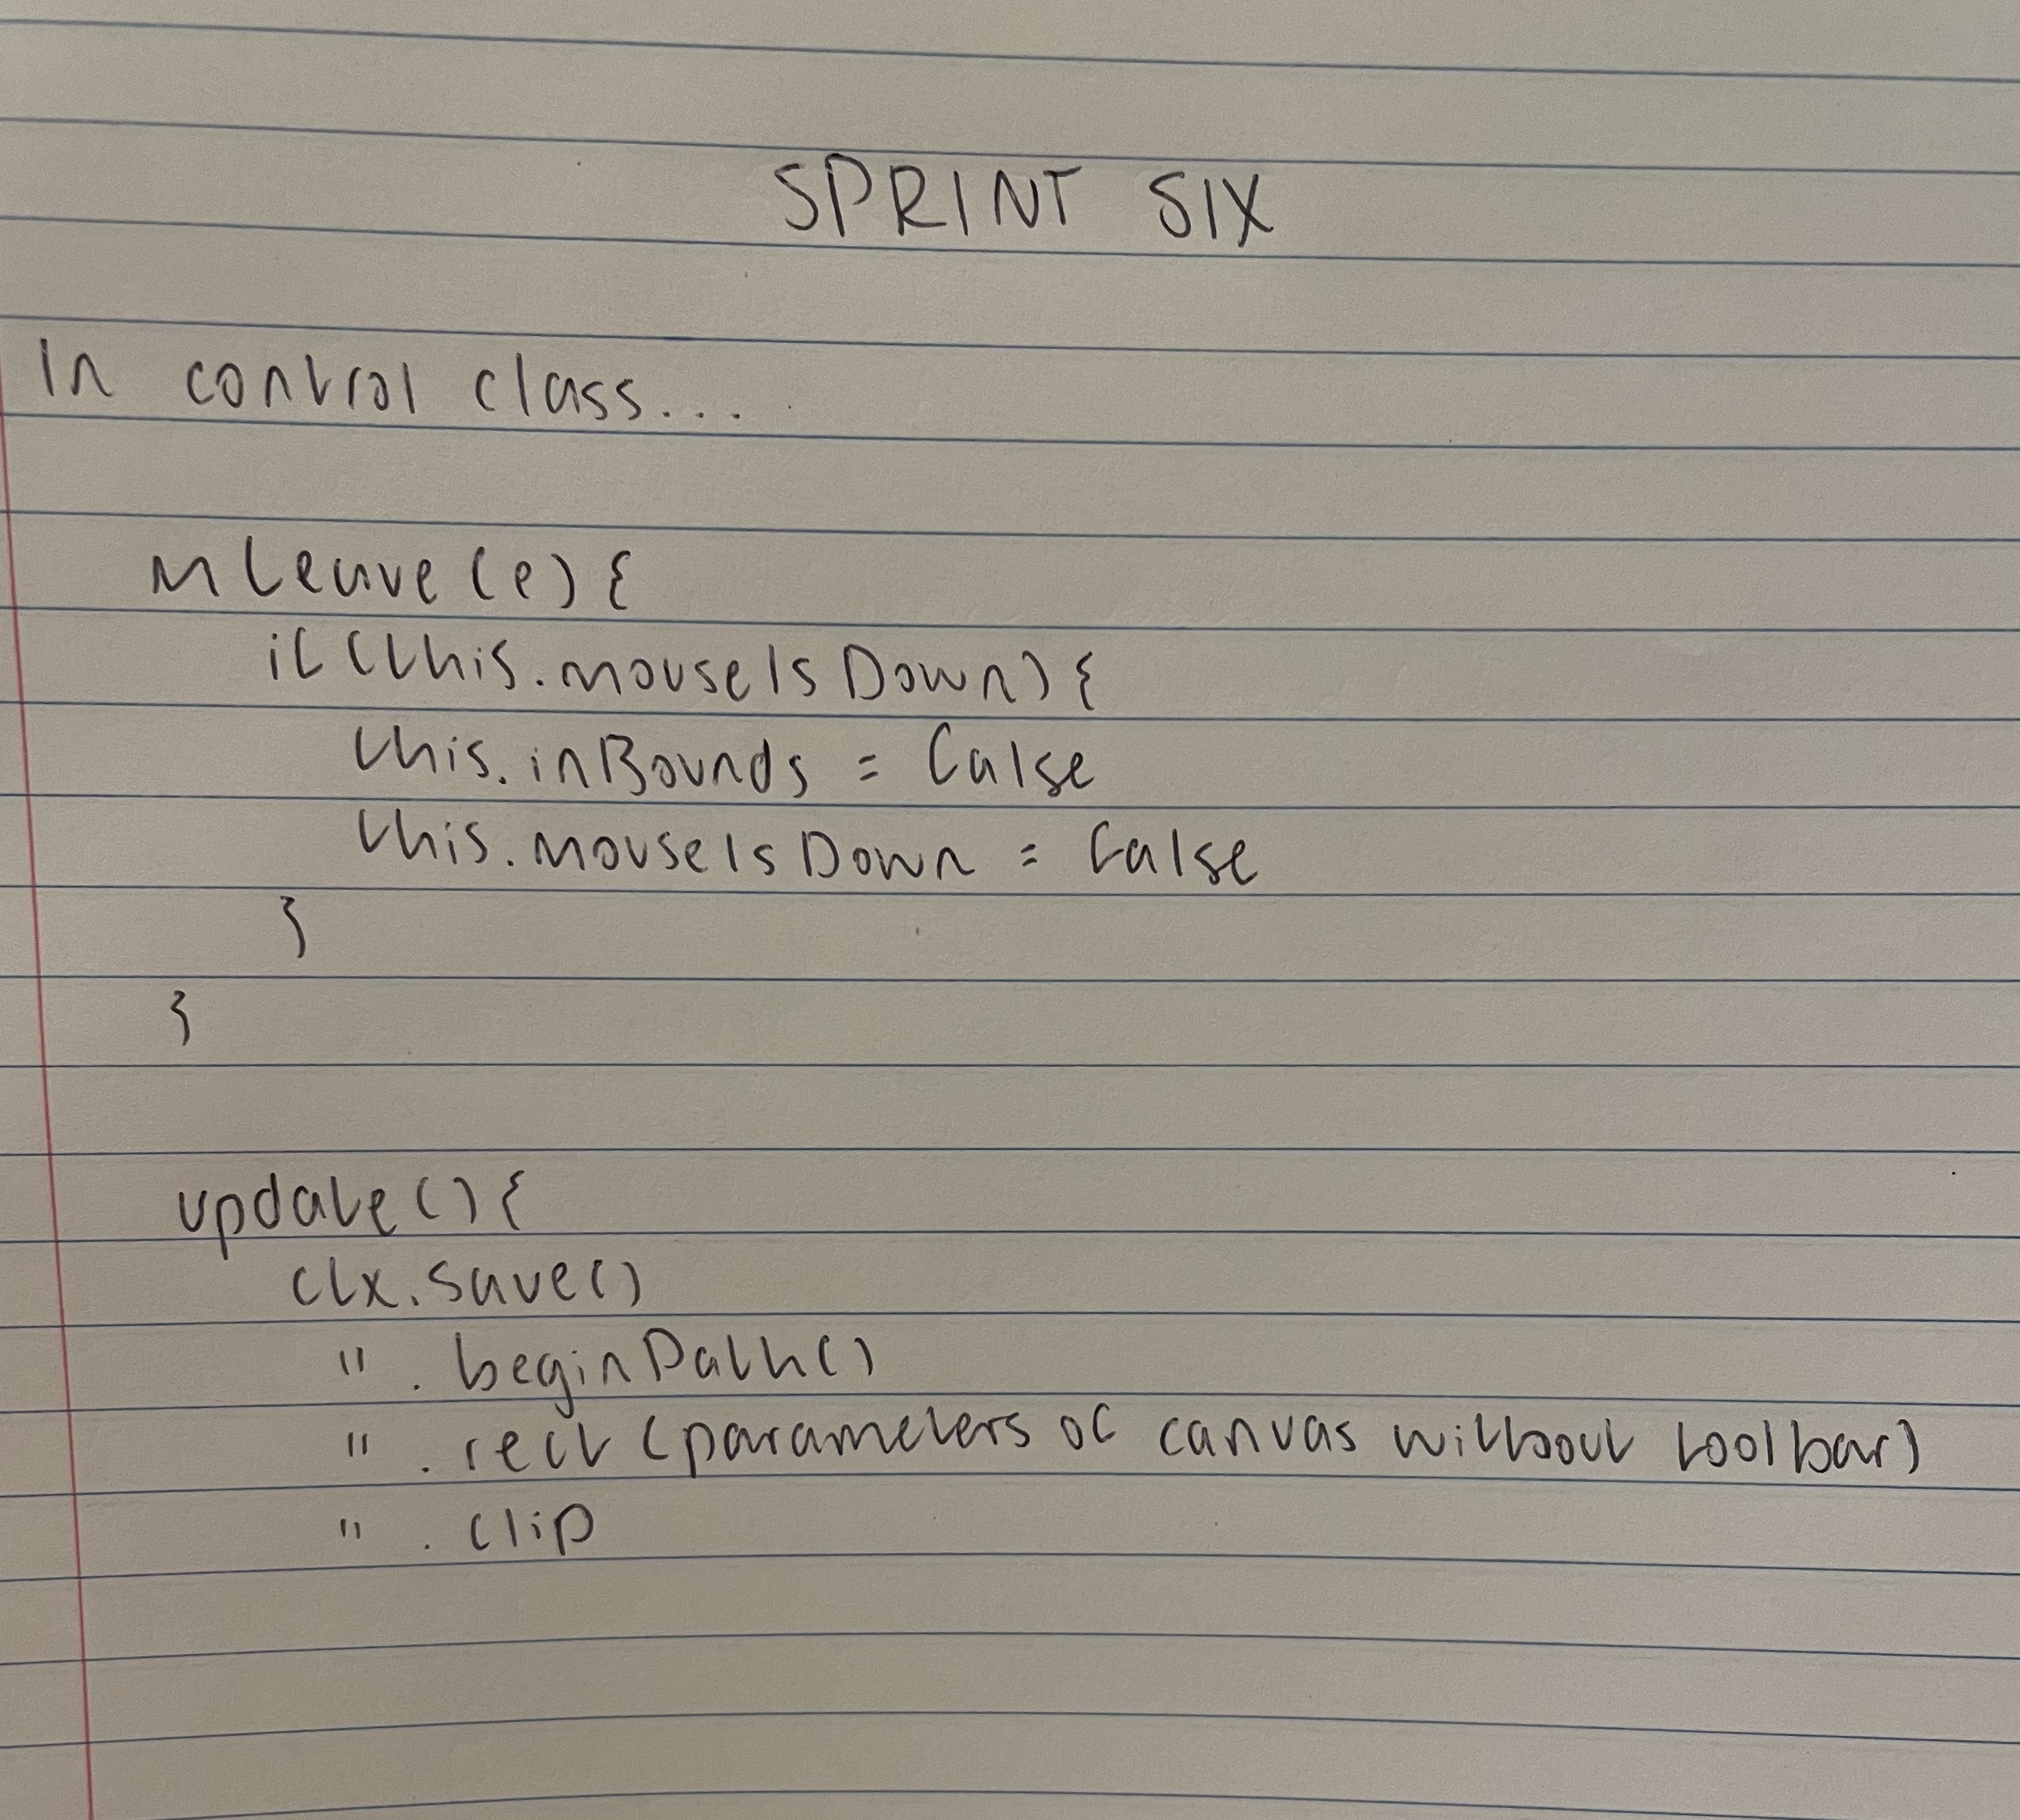 SPRINT SIX
In control class...
mLeave(e){
if(this.mouseIsDown){
this.inBounds = false
this.mouseIsDown = false
}
}
update(){
ctx.save()
" . beginPath()
" . rect (parameters of canvas without toolbar)
" . clip